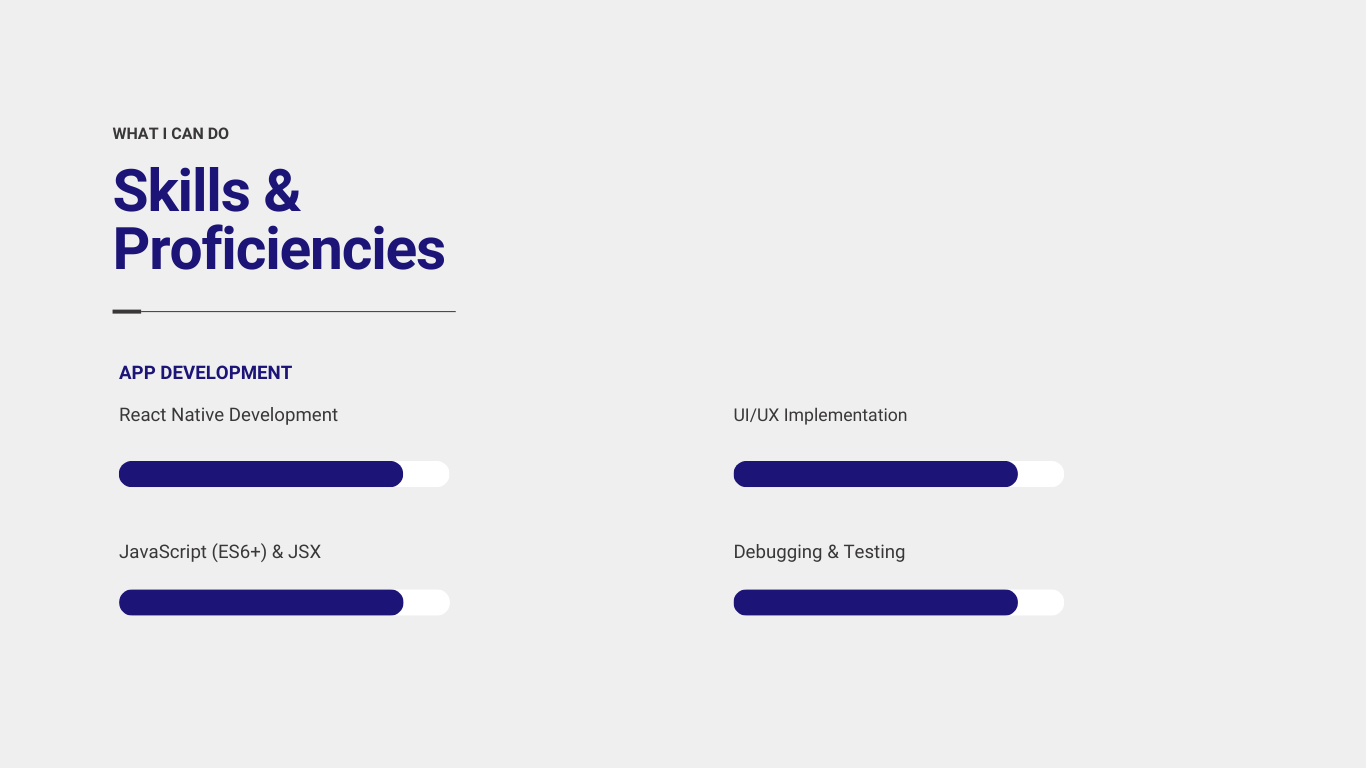 WHAT I CAN DO
Skills &
Proficiencies
APP DEVELOPMENT
React Native Development
UI/UX Implementation
JavaScript (ES6+) & JSX
Debugging & Testing